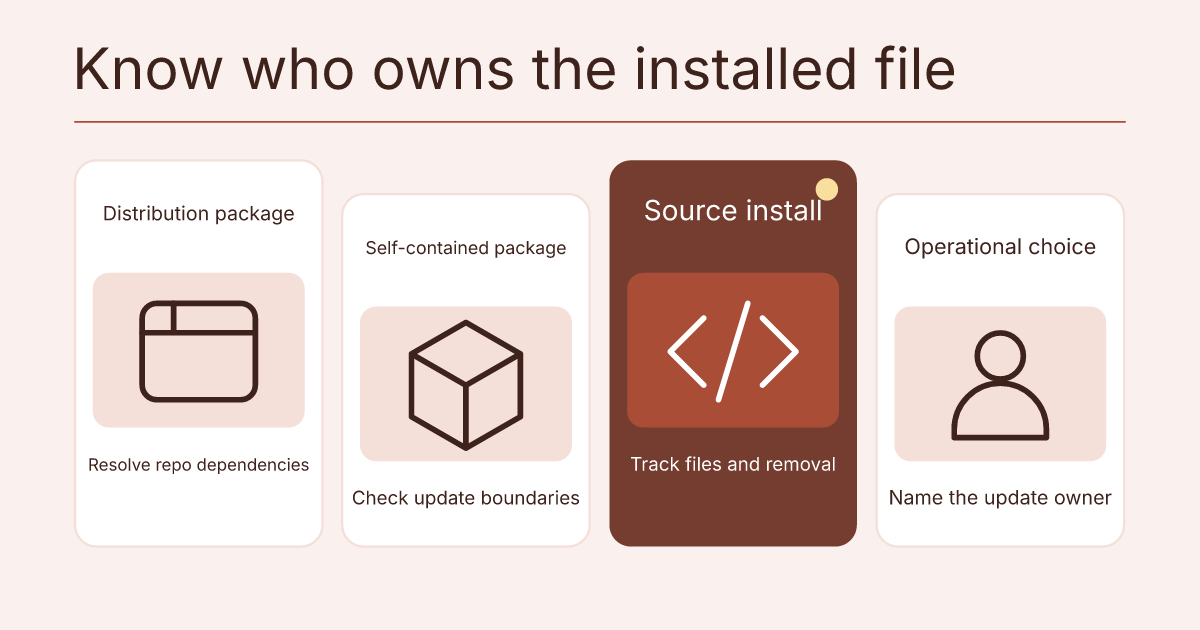 Know who owns the installed file
Distribution package
Resolve repo dependencies
Self-contained package
Check update boundaries
Source install
Track files and removal
Operational choice
Name the update owner